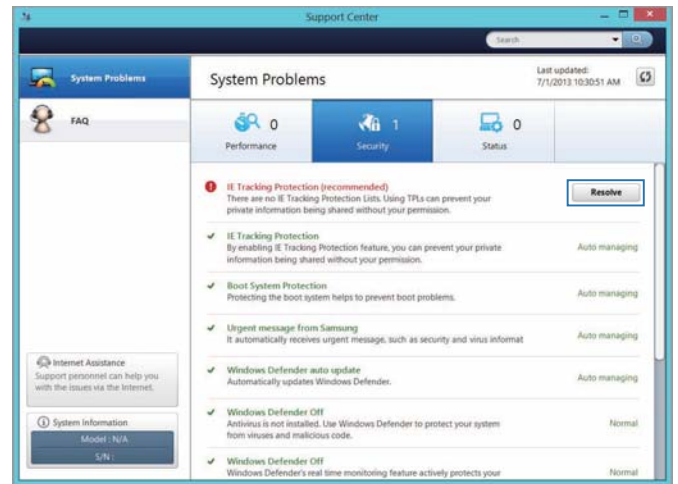 Support Center
Search
System Problems
FAQ
System Problems
Last updated:
7/1/2013 10:30:51 AM
0
Performance
1
Security
0
Status
IE Tracking Protection (recommended)
There are no IE Tracking Protection Lists. Using TPLs can prevent your
private information being shared without your permission.
Resolve
IE Tracking Protection
By enabling IE Tracking Protection feature, you can prevent your private
information being shared without your permission.
Auto managing
Boot System Protection
Protecting the boot system helps to prevent boot problems.
Auto managing
Urgent message from Samsung
It automatically receives urgent message, such as security and virus informat
Auto managing
Windows Defender auto update
Automatically updates Windows Defender.
Auto managing
Windows Defender Off
Antivirus is not installed. Use Windows Defender to protect your system
from viruses and malicious code.
Normal
Windows Defender Off
Windows Defender's real time monitoring feature actively protects your
Normal
Internet Assistance
Support personnel can help you
with the issues via the Internet.
System Information
Model : N/A
S/N :